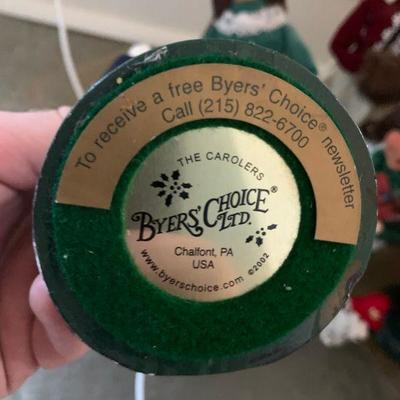 To receive a free Byers' Choice® newsletter
Call (215) 822-6700
THE CAROLERS
BYERS' CHOICE®
LTD.
Chalfont, PA
USA
www.byerschoice.com ©2002